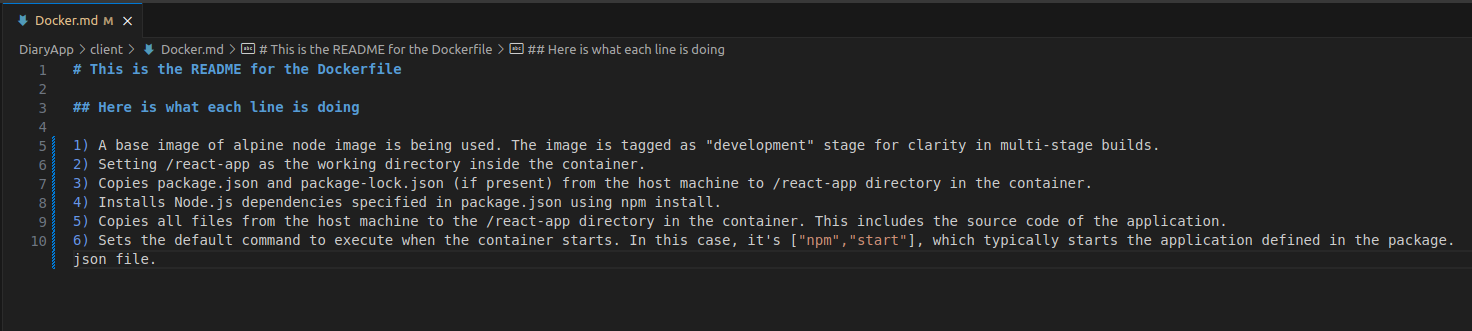 Docker.md M ×
DiaryApp > client > Docker.md > # This is the README for the Dockerfile > ## Here is what each line is doing
1 # This is the README for the Dockerfile
2
3 ## Here is what each line is doing
4
5 1) A base image of alpine node image is being used. The image is tagged as "development" stage for clarity in multi-stage builds.
6 2) Setting /react-app as the working directory inside the container.
7 3) Copies package.json and package-lock.json (if present) from the host machine to /react-app directory in the container.
8 4) Installs Node.js dependencies specified in package.json using npm install.
9 5) Copies all files from the host machine to the /react-app directory in the container. This includes the source code of the application.
10 6) Sets the default command to execute when the container starts. In this case, it's ["npm","start"], which typically starts the application defined in the package.
json file.